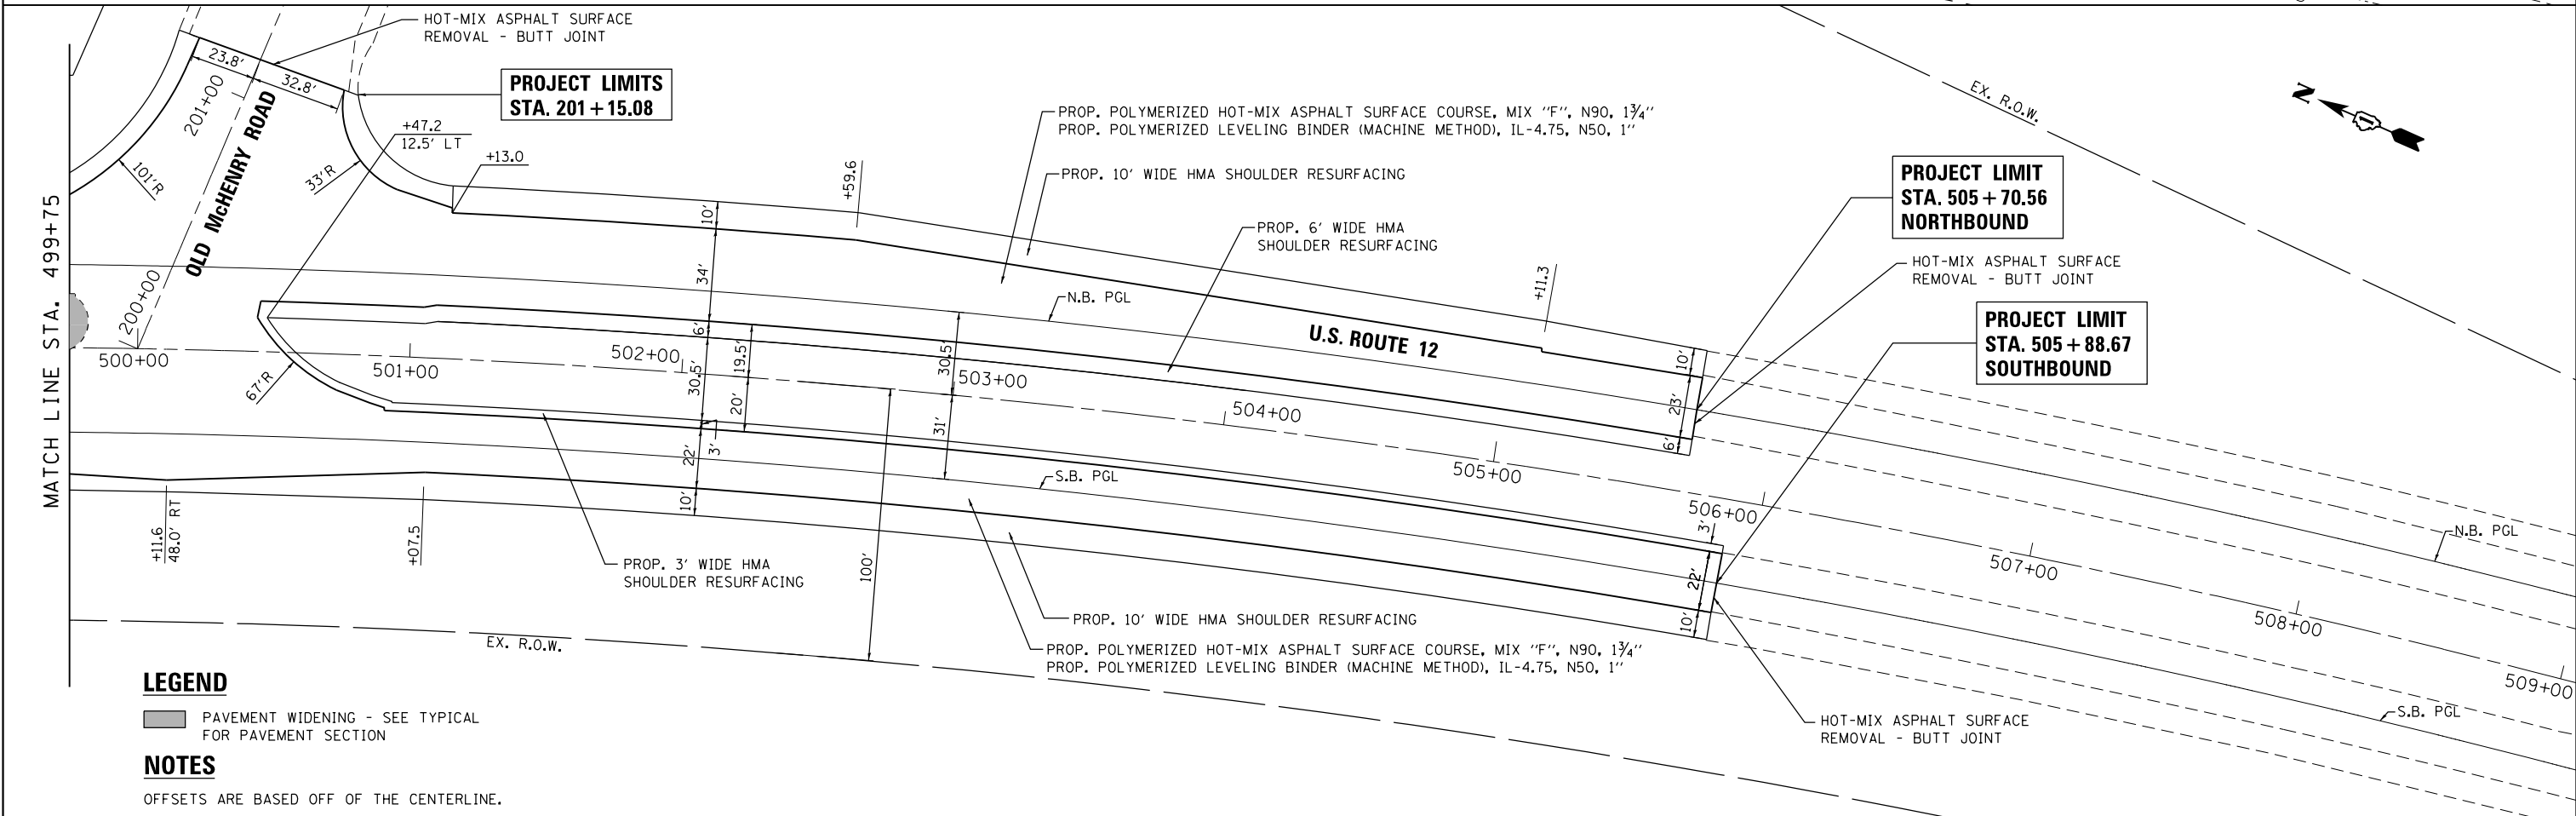 HOT-MIX ASPHALT SURFACE
REMOVAL - BUTT JOINT
23.8'
32.8'
PROJECT LIMITS
STA. 201+15.08
201+00
OLD McHENRY ROAD
200+00
101'R
33'R
+47.2
12.5' LT
+13.0
+59.6
PROP. POLYMERIZED HOT-MIX ASPHALT SURFACE COURSE, MIX "F", N90, 1¾"
PROP. POLYMERIZED LEVELING BINDER (MACHINE METHOD), IL-4.75, N50, 1"
PROP. 10' WIDE HMA SHOULDER RESURFACING
PROP. 6' WIDE HMA
SHOULDER RESURFACING
EX. R.O.W.
N
PROJECT LIMIT
STA. 505+70.56
NORTHBOUND
HOT-MIX ASPHALT SURFACE
REMOVAL - BUTT JOINT
PROJECT LIMIT
STA. 505+88.67
SOUTHBOUND
+11.3
MATCH LINE STA. 499+75
10'
34'
6'
30.5'
19.5'
20'
3'
22'
10'
30.5'
31'
100'
N.B. PGL
U.S. ROUTE 12
10'
23'
6'
500+00
501+00
502+00
503+00
504+00
505+00
506+00
507+00
508+00
509+00
67'R
S.B. PGL
3'
22'
10'
N.B. PGL
S.B. PGL
+11.6
48.0' RT
+07.5
PROP. 3' WIDE HMA
SHOULDER RESURFACING
PROP. 10' WIDE HMA SHOULDER RESURFACING
PROP. POLYMERIZED HOT-MIX ASPHALT SURFACE COURSE, MIX "F", N90, 1¾"
PROP. POLYMERIZED LEVELING BINDER (MACHINE METHOD), IL-4.75, N50, 1"
EX. R.O.W.
HOT-MIX ASPHALT SURFACE
REMOVAL - BUTT JOINT
LEGEND
PAVEMENT WIDENING - SEE TYPICAL
FOR PAVEMENT SECTION
NOTES
OFFSETS ARE BASED OFF OF THE CENTERLINE.